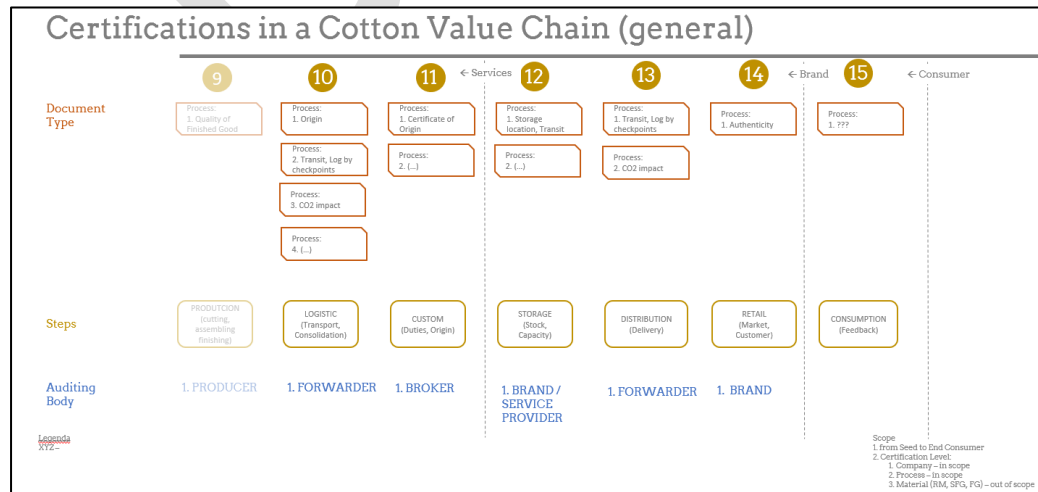 Certifications in a Cotton Value Chain (general)
9
10
11
← Services
12
13
14
← Brand
15
← Consumer
Document
Type
Process:
1. Quality of
Finished Good
Process:
1. Origin
Process:
2. Transit, Log by
checkpoints
Process:
3. CO2 impact
Process:
4. (...)
Process:
1. Certificate of
Origin
Process:
2. (...)
Process:
1. Storage
location, Transit
Process:
2. (...)
Process:
1. Transit, Log by
checkpoints
Process:
2. CO2 impact
Process:
1. Authenticity
Process:
1. ???
Steps
PRODUTCION
(cutting,
assembling
finishing)
LOGISTIC
(Transport,
Consolidation)
CUSTOM
(Duties, Origin)
STORAGE
(Stock,
Capacity)
DISTRIBUTION
(Delivery)
RETAIL
(Market,
Customer)
CONSUMPTION
(Feedback)
Auditing
Body
1. PRODUCER
1. FORWARDER
1. BROKER
1. BRAND /
SERVICE
PROVIDER
1. FORWARDER
1. BRAND
Legenda
XYZ –
Scope
1. from Seed to End Consumer
2. Certification Level:
1. Company – in scope
2. Process – in scope
3. Material (RM, SFG, FG) – out of scope